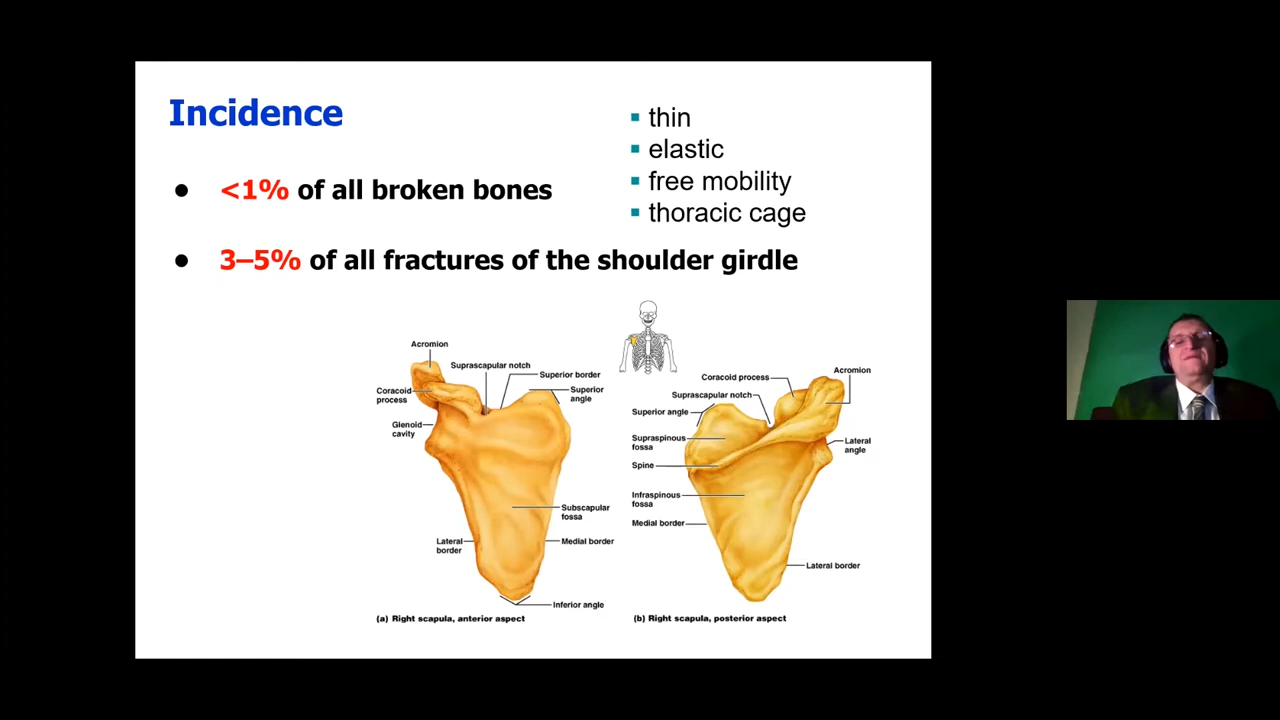 Incidence
▪ thin
▪ elastic
▪ free mobility
▪ thoracic cage
● <1% of all broken bones
● 3–5% of all fractures of the shoulder girdle
Acromion
Suprascapular notch
Superior border
Coracoid
process
Superior
angle
Glenoid
cavity
Subscapular
fossa
Lateral
border
Medial border
Inferior angle
(a) Right scapula, anterior aspect
Coracoid process
Acromion
Suprascapular notch
Superior angle
Supraspinous
fossa
Lateral
angle
Spine
Infraspinous
fossa
Medial border
Lateral border
(b) Right scapula, posterior aspect